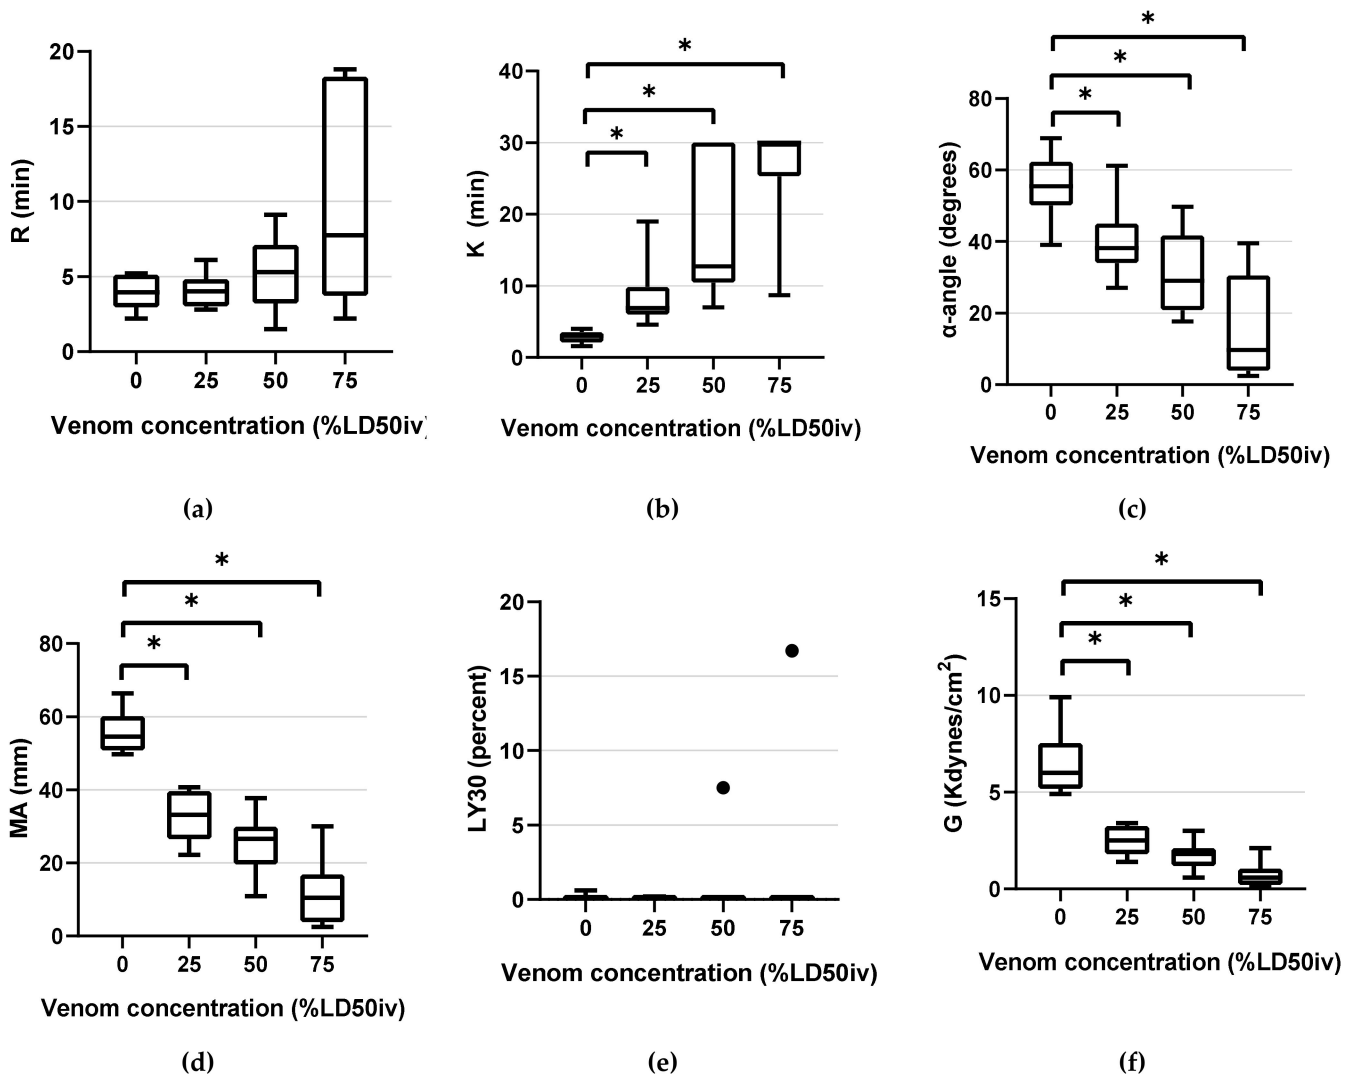 *
*
*
R (min)
20
15
10
5
0
0 25 50 75
Venom concentration (%LD50iv)
(a)
*
*
*
K (min)
40
30
20
10
0
0 25 50 75
Venom concentration (%LD50iv)
(b)
α-angle (degrees)
80
60
40
20
0
0 25 50 75
Venom concentration (%LD50iv)
(c)
*
*
*
MA (mm)
80
60
40
20
0
0 25 50 75
Venom concentration (%LD50iv)
(d)
LY30 (percent)
20
15
10
5
0
0 25 50 75
Venom concentration (%LD50iv)
(e)
*
*
*
G (Kdynes/cm²)
15
10
5
0
0 25 50 75
Venom concentration (%LD50iv)
(f)